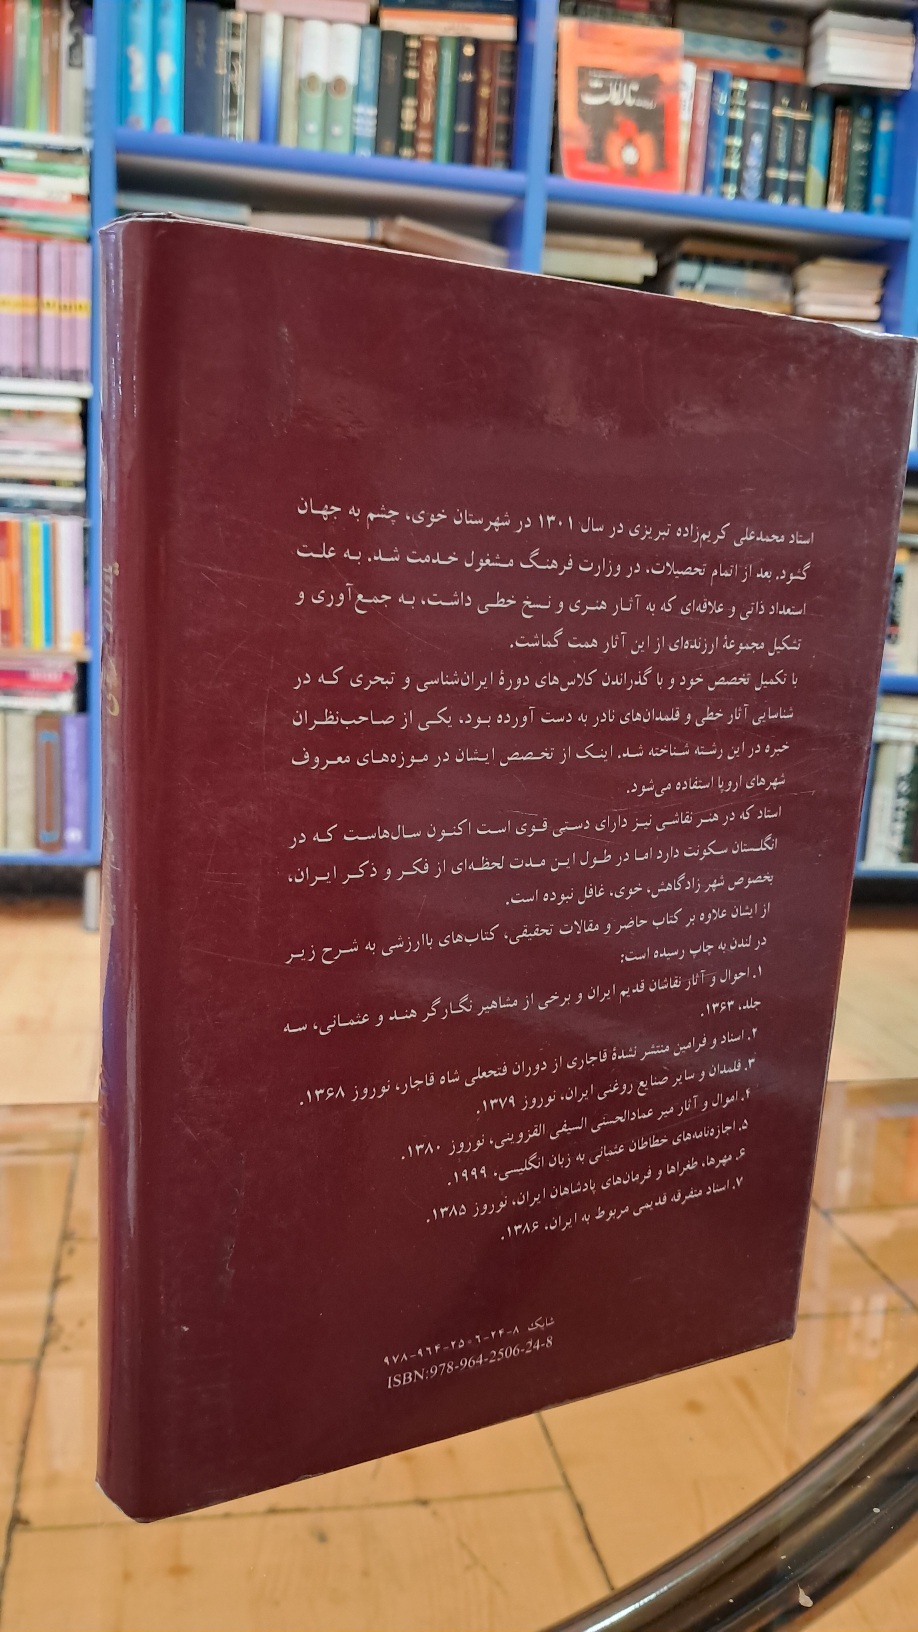 تاملات
استاد محمدعلی کریم‌زاده تبریزی در سال ۱۳۰۱ در شهرستان خوی، چشم به جهان
گشود. بعد از اتمام تحصیلات، در وزارت فرهنگ مشغول خدمت شد. به علت
استعداد ذاتی و علاقه‌ای که به آثار هنری و نسخ خطی داشت، به جمع‌آوری و
تشکیل مجموعهٔ ارزنده‌ای از این آثار همت گماشت.
با تکمیل تخصص خود و با گذراندن کلاس‌های دورهٔ ایران‌شناسی و تبحری که در
شناسایی آثار خطی و قلمدان‌های نادر به دست آورده بود، یکی از صاحب‌نظران
خبره در این رشته شناخته شد. اینک از تخصص ایشان در موزه‌های معروف
شهرهای اروپا استفاده می‌شود.
استاد که در هنر نقاشی نیز دارای دستی قوی است اکنون سال‌هاست که در
انگلستان سکونت دارد اما در طول این مدت لحظه‌ای از فکر و ذکر ایران،
بخصوص شهر زادگاهش، خوی، غافل نبوده است.
از ایشان علاوه بر کتاب حاضر و مقالات تحقیقی، کتاب‌های باارزشی به شرح زیر
در لندن به چاپ رسیده است:
۱. احوال و آثار نقاشان قدیم ایران و برخی از مشاهیر نگارگر هند و عثمانی، سه
جلد، ۱۳۶۳.
۲. اسناد و فرامین منتشر نشدهٔ قاجاری از دوران فتحعلی شاه قاجار، نوروز ۱۳۶۸.
۳. قلمدان و سایر صنایع روغنی ایران، نوروز ۱۳۷۹.
۴. اموال و آثار میر عمادالحسنی السیفی القزوینی، نوروز ۱۳۸۰.
۵. اجازه‌نامه‌های خطاطان عثمانی به زبان انگلیسی، ۱۹۹۹.
۶. مهرها، طغراها و فرمان‌های پادشاهان ایران، نوروز ۱۳۸۵.
۷. اسناد متفرقه قدیمی مربوط به ایران، ۱۳۸۶.
شابک ۸-۲۴-۲۵۰۶-۹۶۴-۹۷۸
ISBN:978-964-2506-24-8